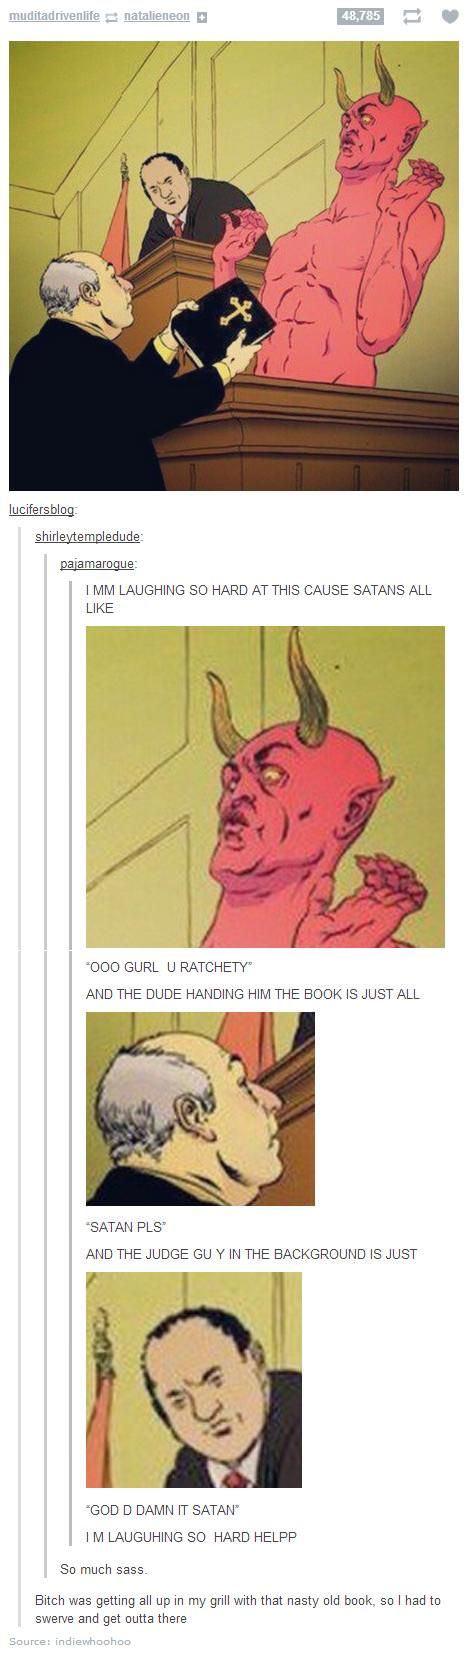 muditadrivenlife natalieneon
48,785
lucifersblog:
shirleytempledude:
pajamarogue:
I MM LAUGHING SO HARD AT THIS CAUSE SATANS ALL
LIKE
“OOO GURL  U RATCHETY”
AND THE DUDE HANDING HIM THE BOOK IS JUST ALL
“SATAN PLS”
AND THE JUDGE GU Y IN THE BACKGROUND IS JUST
“GOD D DAMN IT SATAN”
I M LAUGUHING SO  HARD HELPP
So much sass.
Bitch was getting all up in my grill with that nasty old book, so I had to
swerve and get outta there
Source: indiewhoohoo